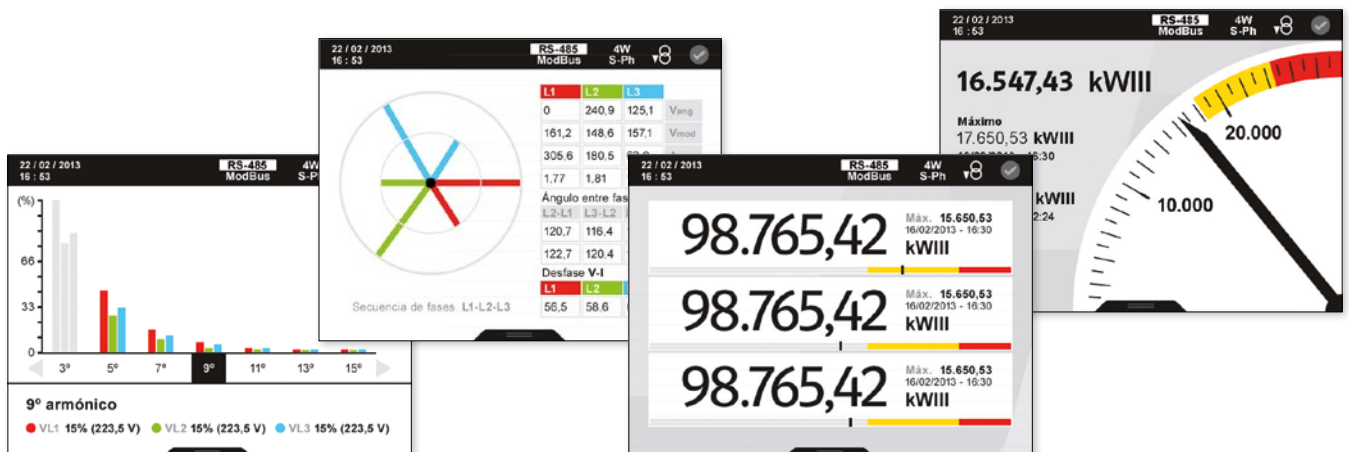 22 / 02 / 2013
16 : 53
RS-485
ModBus
4W
(%)
66
33
0
3º 5º 7º 9º 11º 13º 15º
9º armónico
VL1 15% (223,5 V) VL2 15% (223,5 V) VL3 15% (223,5 V)
22 / 02 / 2013
16 : 53
RS-485
ModBus
4W
S-Ph
L1 L2 L3
0 240,9 125,1 Vang
161,2 148,6 157,1 Vmod
305,6 180,5
1,77 1,81
Ángulo entre
L2-L1 L3-L2
120,7 116,4
122,7 120,4
Desfase V-I
L1 L2
56,5 58,6
Secuencia de fases L1-L2-L3
22 / 02 / 2013
16 : 53
RS-485
ModBus
4W
S-Ph
98.765,42
Máx. 15.650,53
16/02/2013 - 16:30
kWIII
98.765,42
Máx. 15.650,53
16/02/2013 - 16:30
kWIII
98.765,42
Máx. 15.650,53
16/02/2013 - 16:30
kWIII
22 / 02 / 2013
16 : 53
RS-485
ModBus
4W
S-Ph
16.547,43 kWIII
Máximo
17.650,53 kWIII
kWIII
20.000
10.000